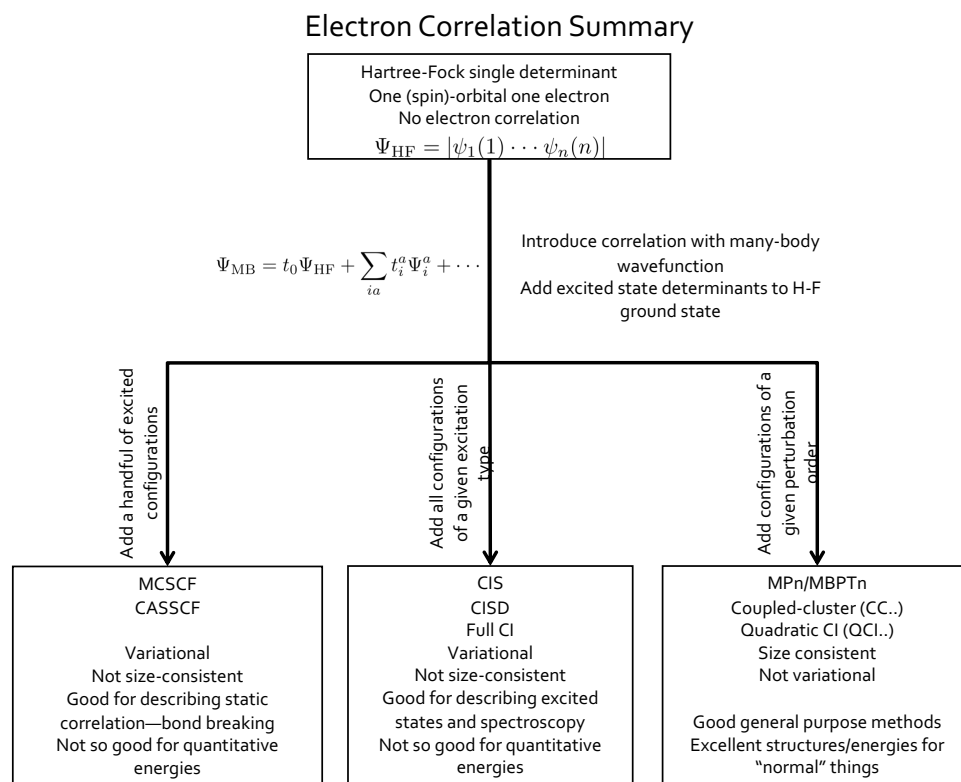 Electron Correlation Summary
Hartree-Fock single determinant
One (spin)-orbital one electron
No electron correlation
Ψ_HF = |ψ_1(1) · · · ψ_n(n)|
Ψ_MB = t_0Ψ_HF + ∑_{ia} t_i^a Ψ_i^a + · · ·
Introduce correlation with many-body
wavefunction
Add excited state determinants to H-F
ground state
Add a handful of excited
configurations
Add all configurations
of a given excitation
type
Add configurations of a
given perturbation
order
MCSCF
CASSCF
Variational
Not size-consistent
Good for describing static
correlation—bond breaking
Not so good for quantitative
energies
CIS
CISD
Full CI
Variational
Not size-consistent
Good for describing excited
states and spectroscopy
Not so good for quantitative
energies
MPn/MBPTn
Coupled-cluster (CC..)
Quadratic CI (QCI..)
Size consistent
Not variational
Good general purpose methods
Excellent structures/energies for
“normal” things